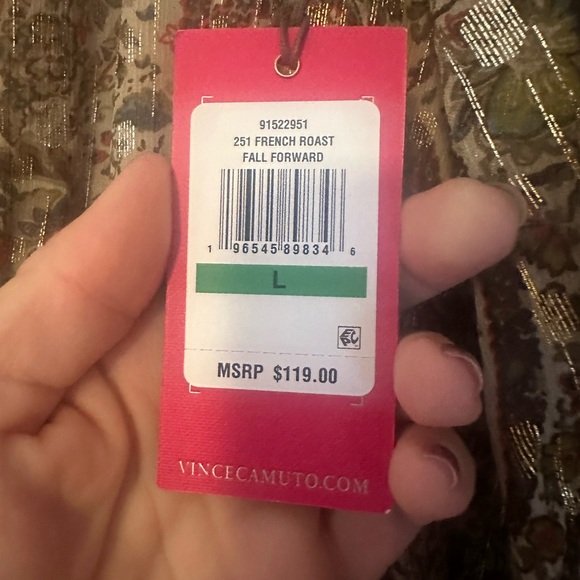 91522951
251 FRENCH ROAST
FALL FORWARD
1 96545 89834 6
L
MSRP $119.00
VINCECAMUTO.COM